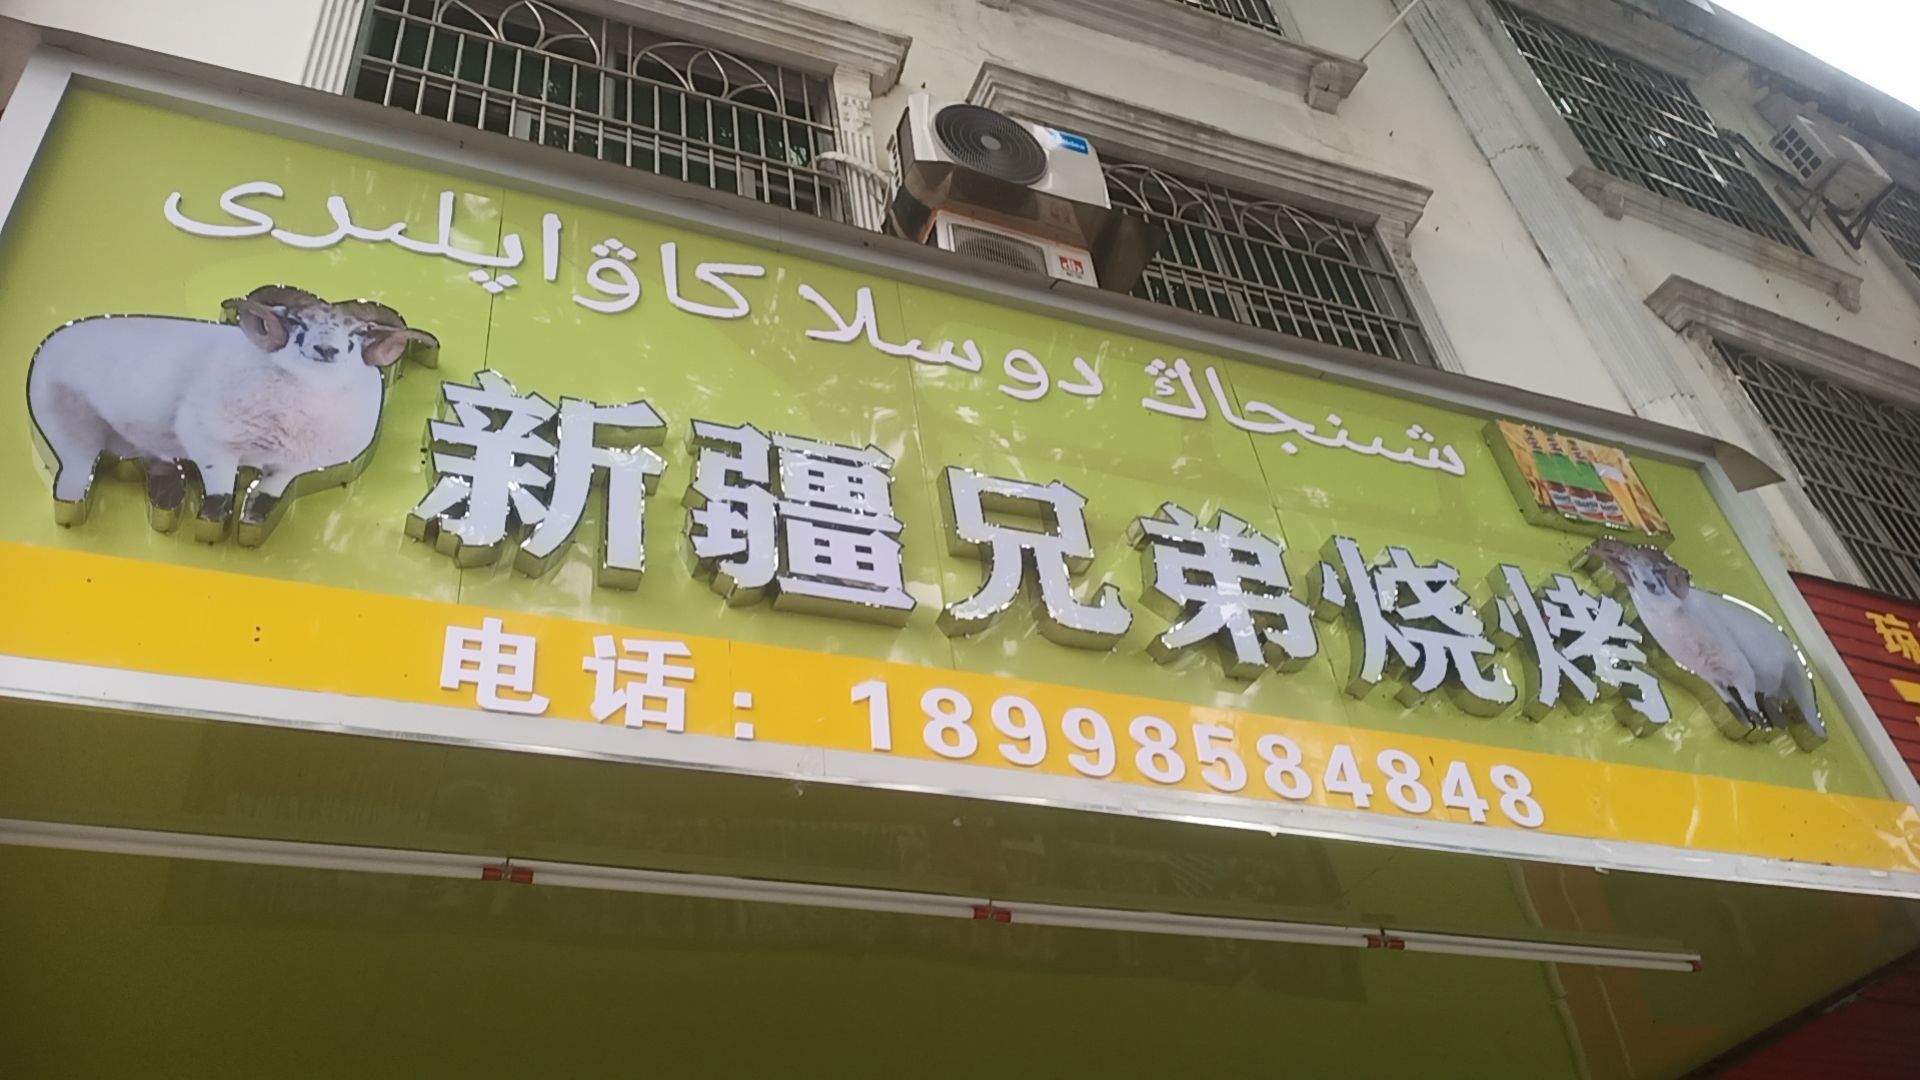 شىنجاڭ دوسلا كاۋاپلىرى
新疆兄弟烧烤
电话：18998584848